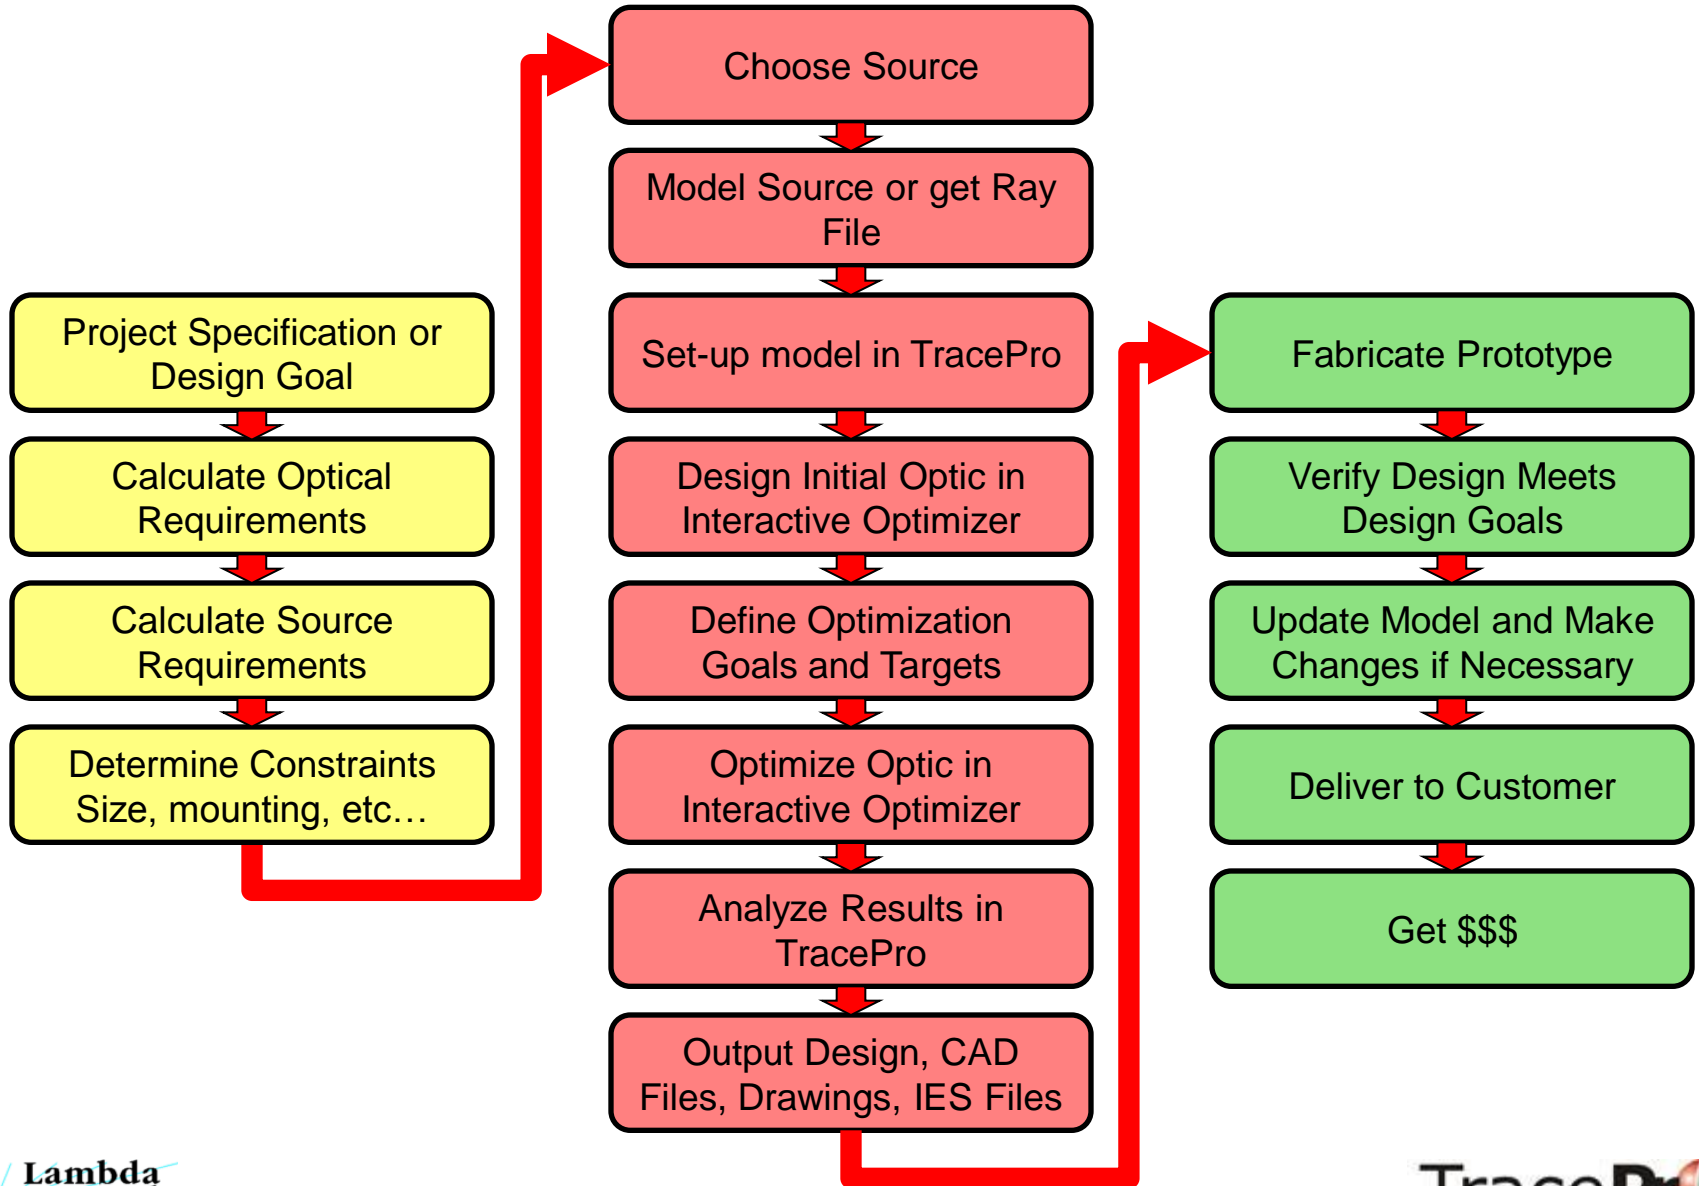 Project Specification or
Design Goal
Calculate Optical
Requirements
Calculate Source
Requirements
Determine Constraints
Size, mounting, etc…
Choose Source
Model Source or get Ray
File
Set-up model in TracePro
Design Initial Optic in
Interactive Optimizer
Define Optimization
Goals and Targets
Optimize Optic in
Interactive Optimizer
Analyze Results in
TracePro
Output Design, CAD
Files, Drawings, IES Files
Fabricate Prototype
Verify Design Meets
Design Goals
Update Model and Make
Changes if Necessary
Deliver to Customer
Get $$$
Lambda